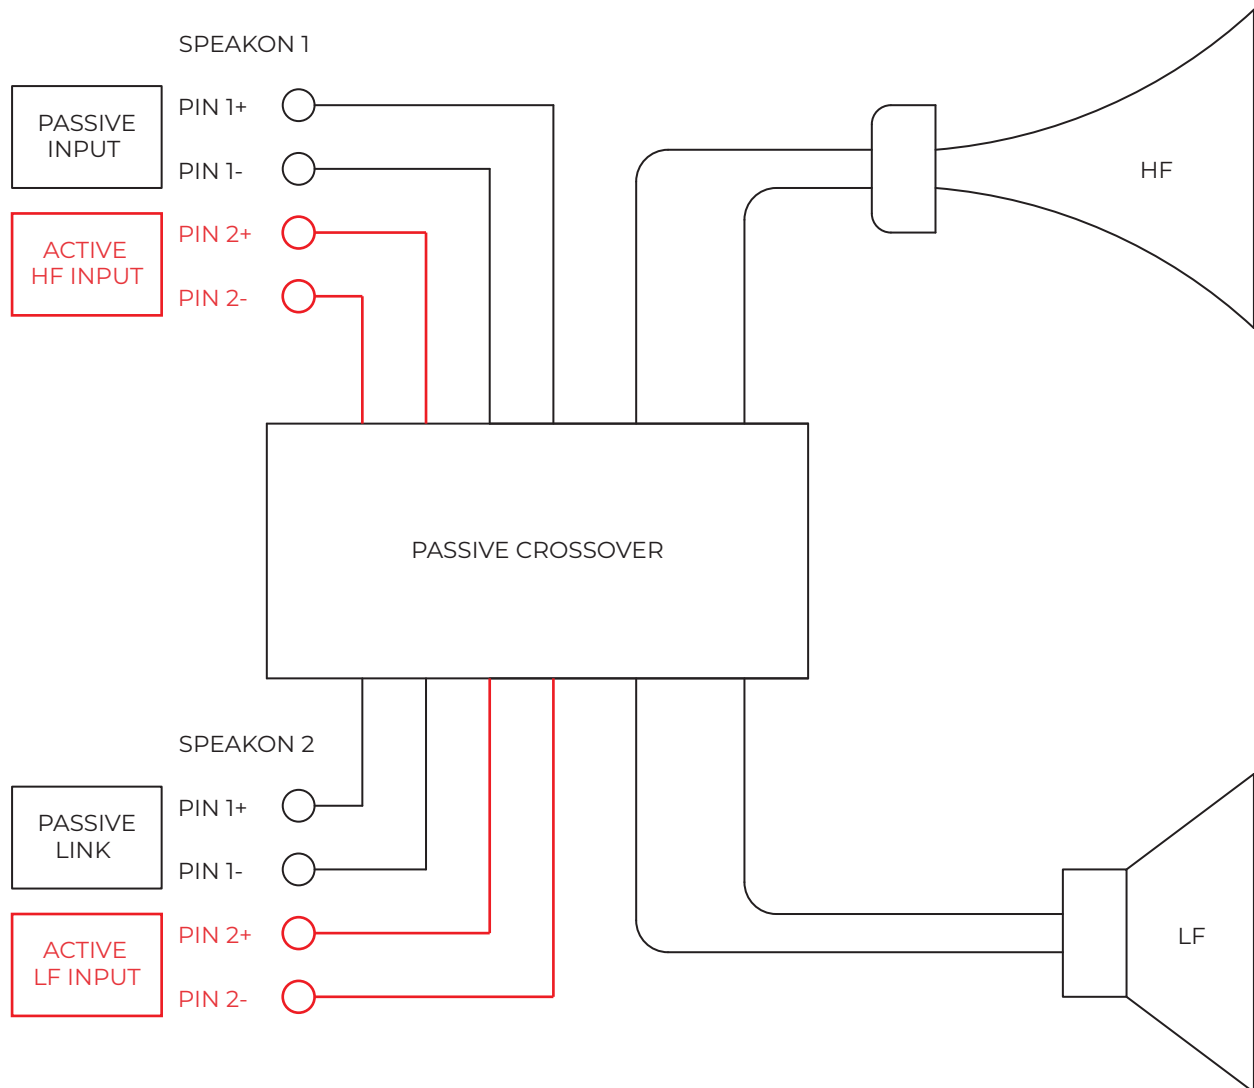 SPEAKON 1
PASSIVE
INPUT
PIN 1+
PIN 1-
ACTIVE
HF INPUT
PIN 2+
PIN 2-
HF
PASSIVE CROSSOVER
SPEAKON 2
PASSIVE
LINK
PIN 1+
PIN 1-
ACTIVE
LF INPUT
PIN 2+
PIN 2-
LF